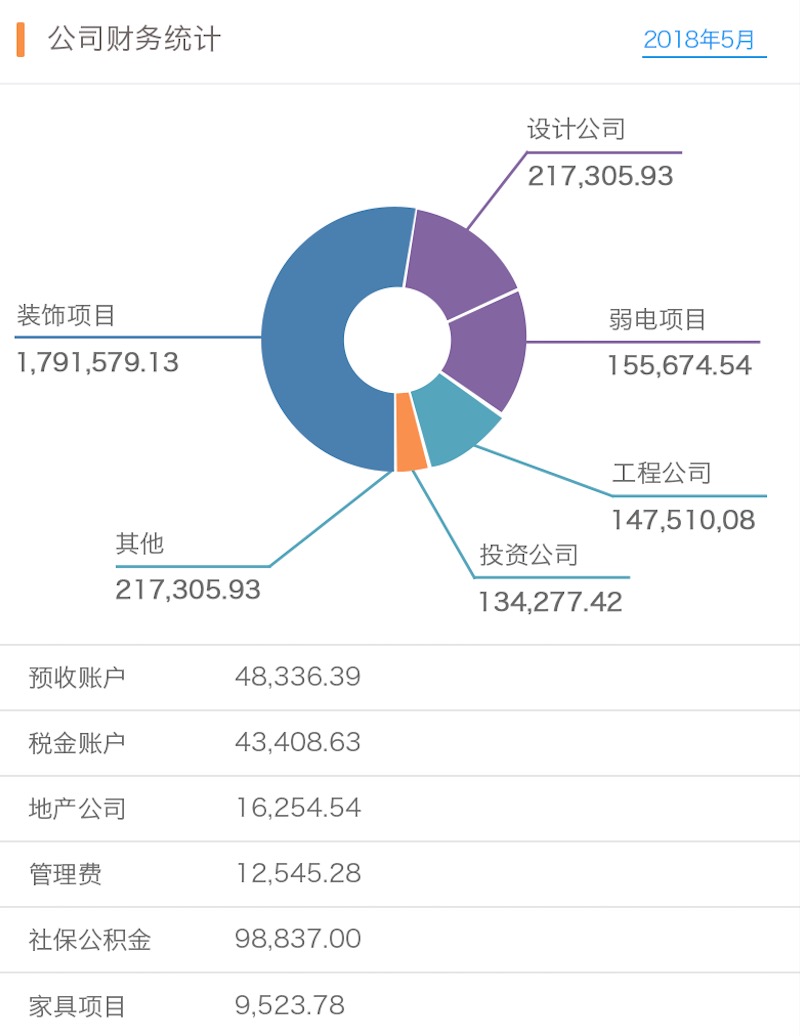 公司财务统计
2018年5月
设计公司
217,305.93
装饰项目
1,791,579.13
弱电项目
155,674.54
工程公司
147,510,08
其他
217,305.93
投资公司
134,277.42
预收账户 48,336.39
税金账户 43,408.63
地产公司 16,254.54
管理费 12,545.28
社保公积金 98,837.00
家具项目 9,523.78